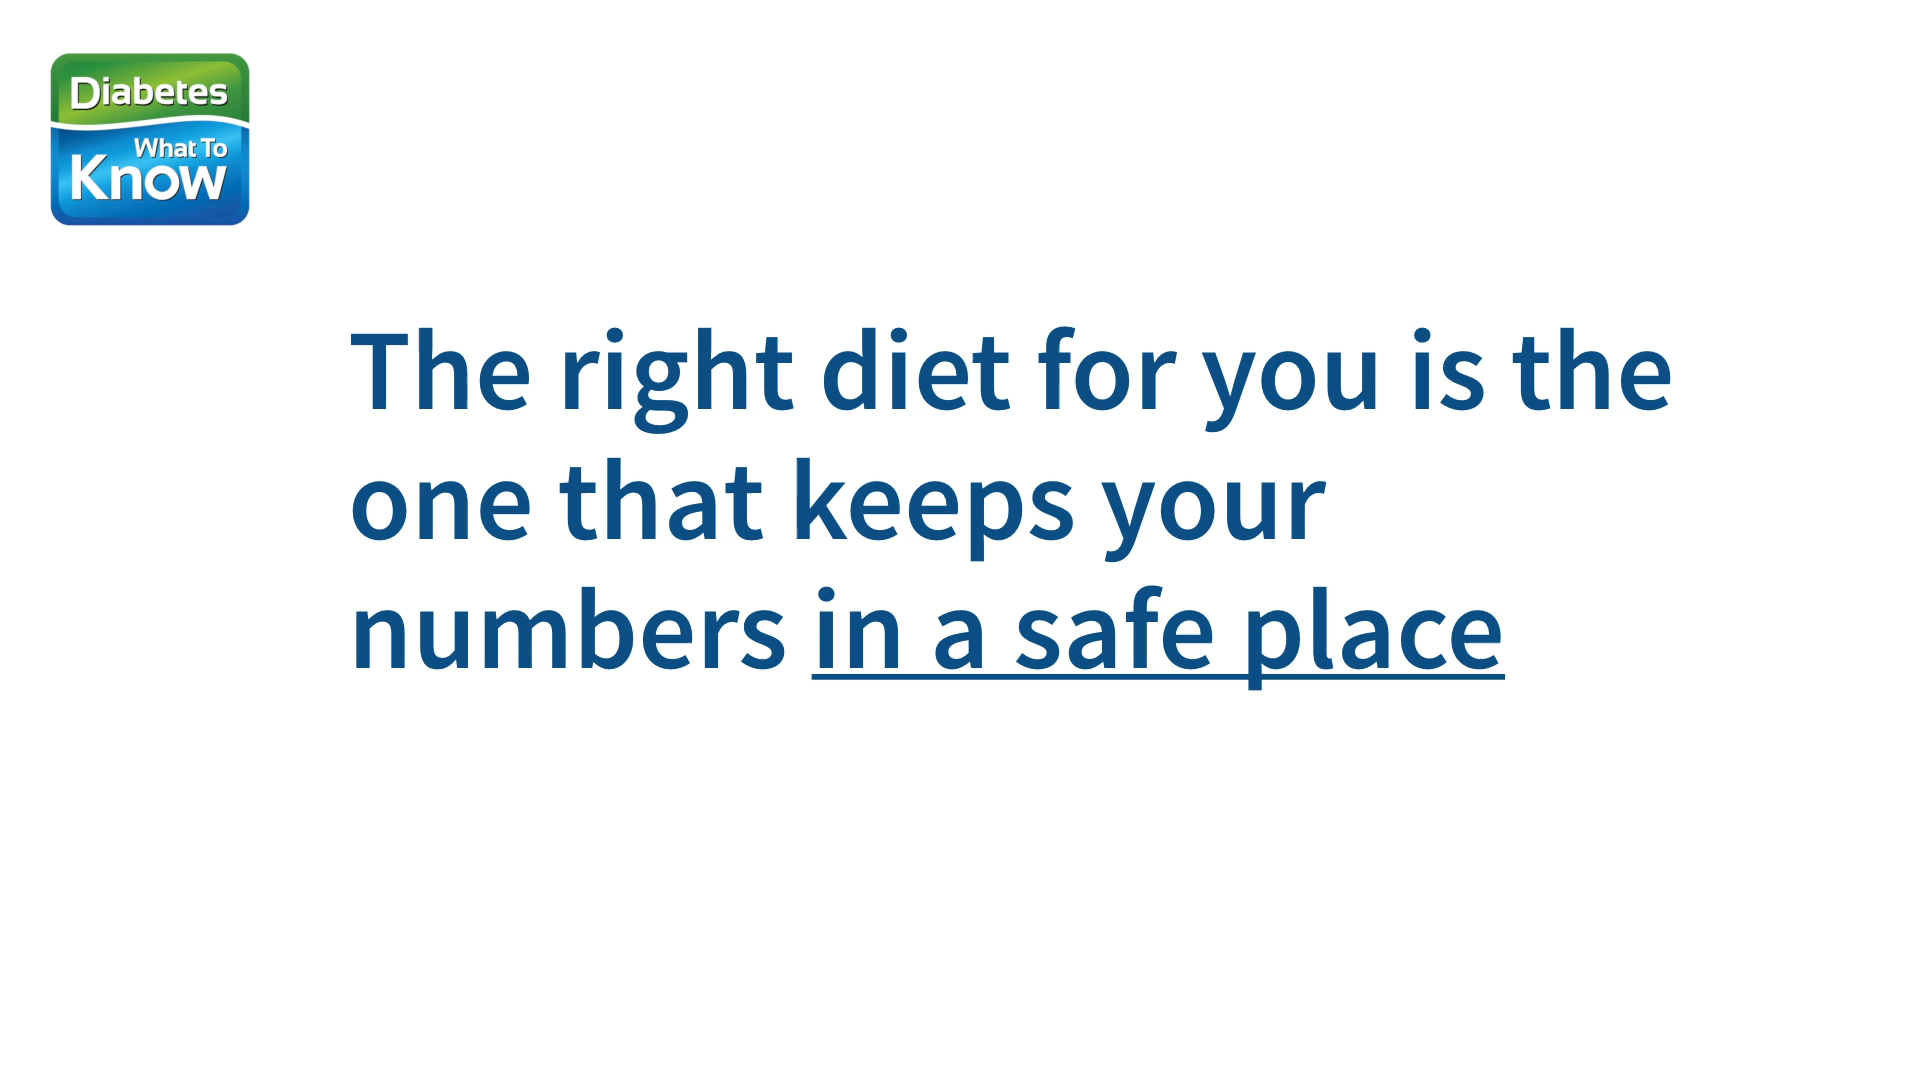 Diabetes
What To
Know
The right diet for you is the
one that keeps your
numbers in a safe place